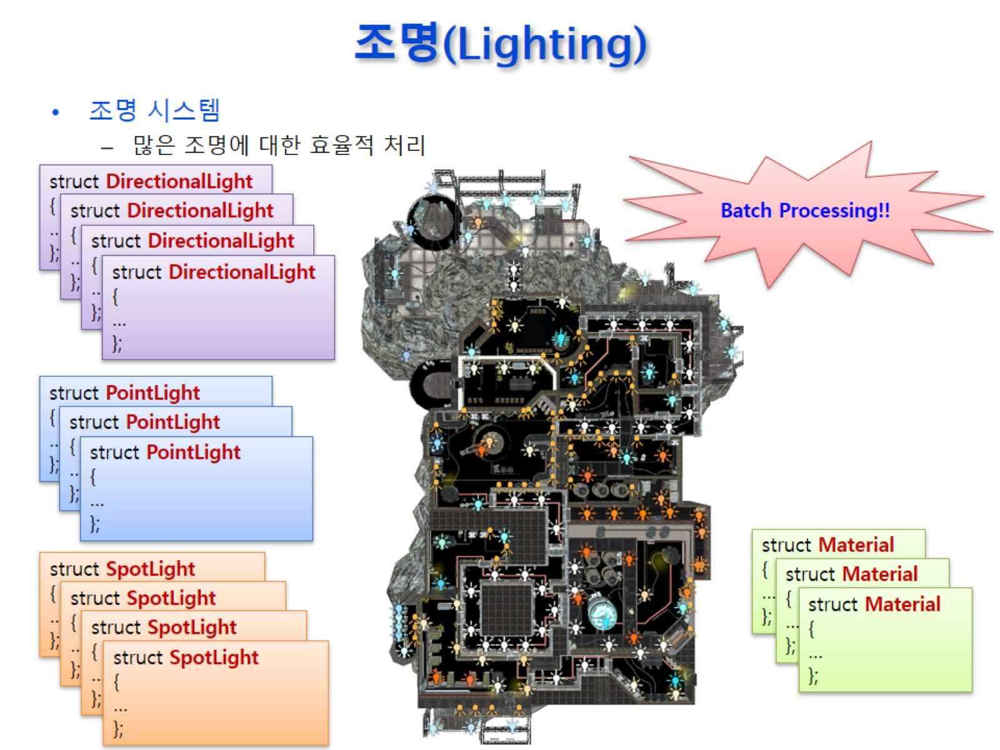 조명(Lighting)
• 조명 시스템
– 많은 조명에 대한 효율적 처리
struct DirectionalLight
{
..
};
struct DirectionalLight
{
..
};
struct DirectionalLight
{
..
};
struct DirectionalLight
{
...
};
Batch Processing!!
struct PointLight
{
..
};
struct PointLight
{
..
};
struct PointLight
{
...
};
struct SpotLight
{
..
};
struct SpotLight
{
..
};
struct SpotLight
{
..
};
struct SpotLight
{
...
};
struct Material
{
...
};
struct Material
{
...
};
struct Material
{
...
};